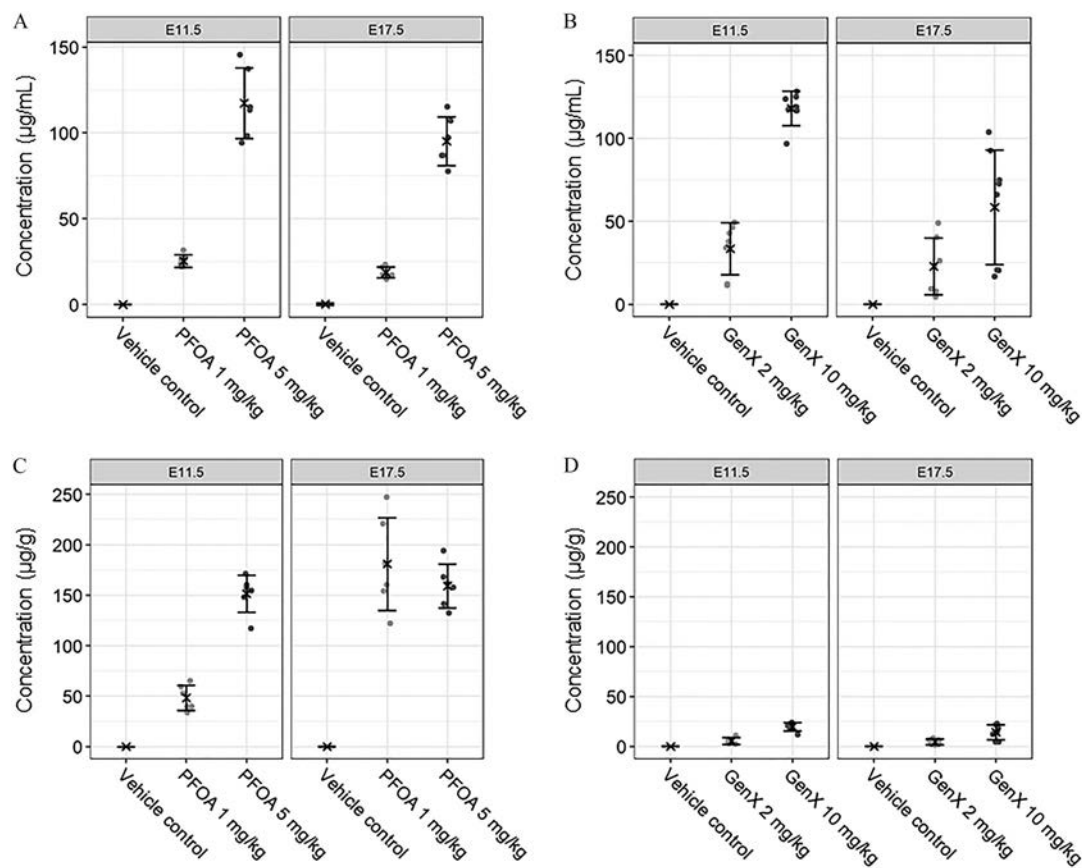 A
E11.5
E17.5
Concentration (µg/mL)
150
100
50
0
Vehicle control
PFOA 1 mg/kg
PFOA 5 mg/kg
Vehicle control
PFOA 1 mg/kg
PFOA 5 mg/kg
B
E11.5
E17.5
Concentration (µg/mL)
150
100
50
0
Vehicle control
GenX 2 mg/kg
GenX 10 mg/kg
Vehicle control
GenX 2 mg/kg
GenX 10 mg/kg
C
E11.5
E17.5
Concentration (µg/g)
250
200
150
100
50
0
Vehicle control
PFOA 1 mg/kg
PFOA 5 mg/kg
Vehicle control
PFOA 1 mg/kg
PFOA 5 mg/kg
D
E11.5
E17.5
Concentration (µg/g)
250
200
150
100
50
0
Vehicle control
GenX 2 mg/kg
GenX 10 mg/kg
Vehicle control
GenX 2 mg/kg
GenX 10 mg/kg